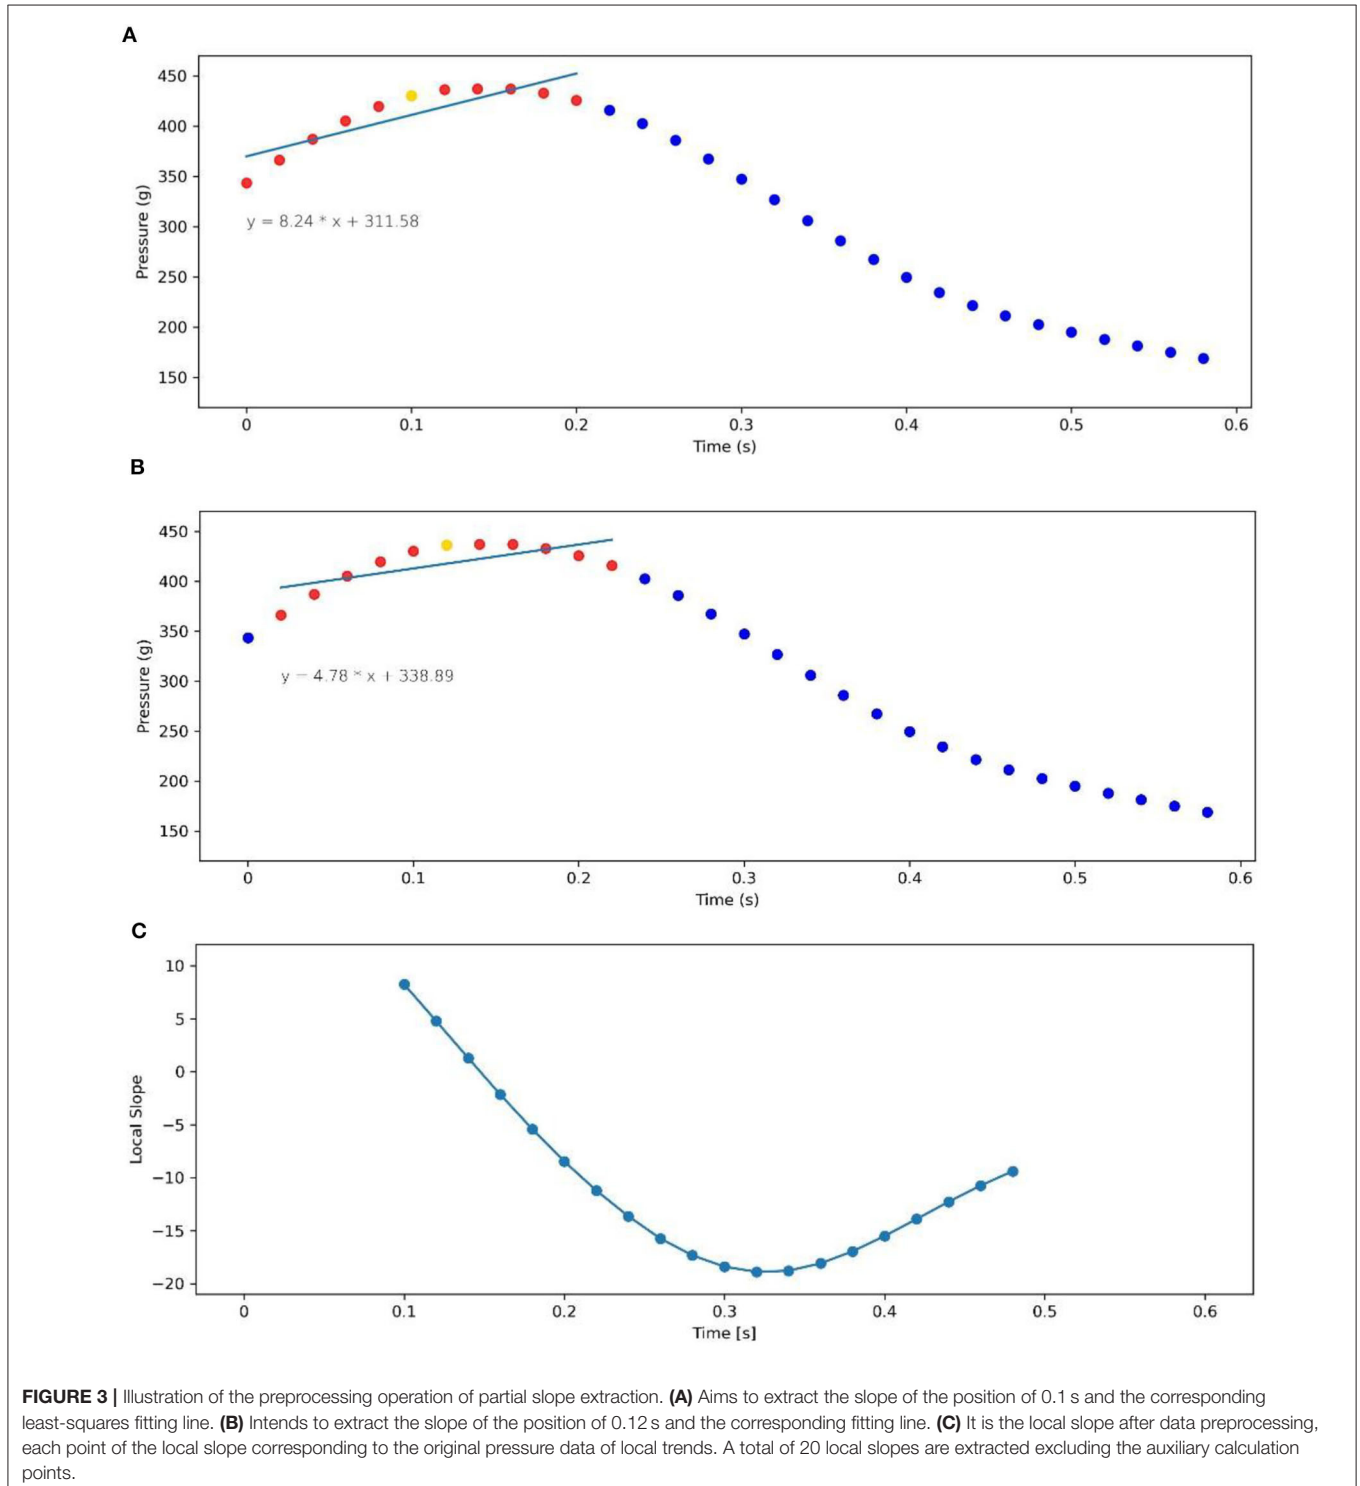 A
450
400
350
300
250
200
150
Pressure (g)
y = 8.24 * x + 311.58
0 0.1 0.2 0.3 0.4 0.5 0.6
Time (s)
B
450
400
350
300
250
200
150
Pressure (g)
y = 4.78 * x + 338.89
0 0.1 0.2 0.3 0.4 0.5 0.6
Time (s)
C
10
5
0
−5
−10
−15
−20
Local Slope
0 0.1 0.2 0.3 0.4 0.5 0.6
Time [s]
FIGURE 3 | Illustration of the preprocessing operation of partial slope extraction. (A) Aims to extract the slope of the position of 0.1 s and the corresponding
least-squares fitting line. (B) Intends to extract the slope of the position of 0.12 s and the corresponding fitting line. (C) It is the local slope after data preprocessing,
each point of the local slope corresponding to the original pressure data of local trends. A total of 20 local slopes are extracted excluding the auxiliary calculation
points.